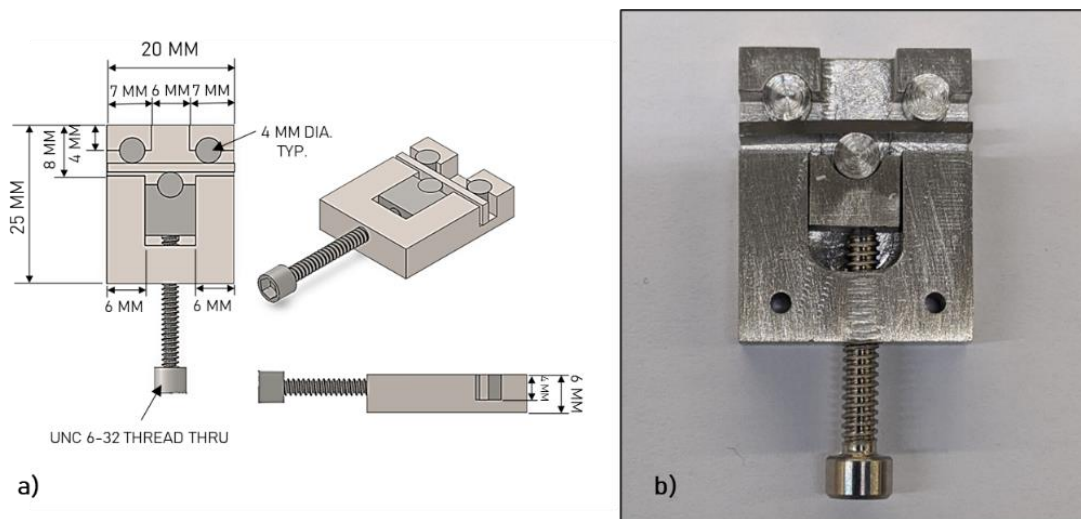 20 MM
7 MM 6 MM 7 MM
8 MM
4 MM
4 MM DIA.
TYP.
25 MM
6 MM
6 MM
4 MM
6 MM
UNC 6-32 THREAD THRU
a)
b)